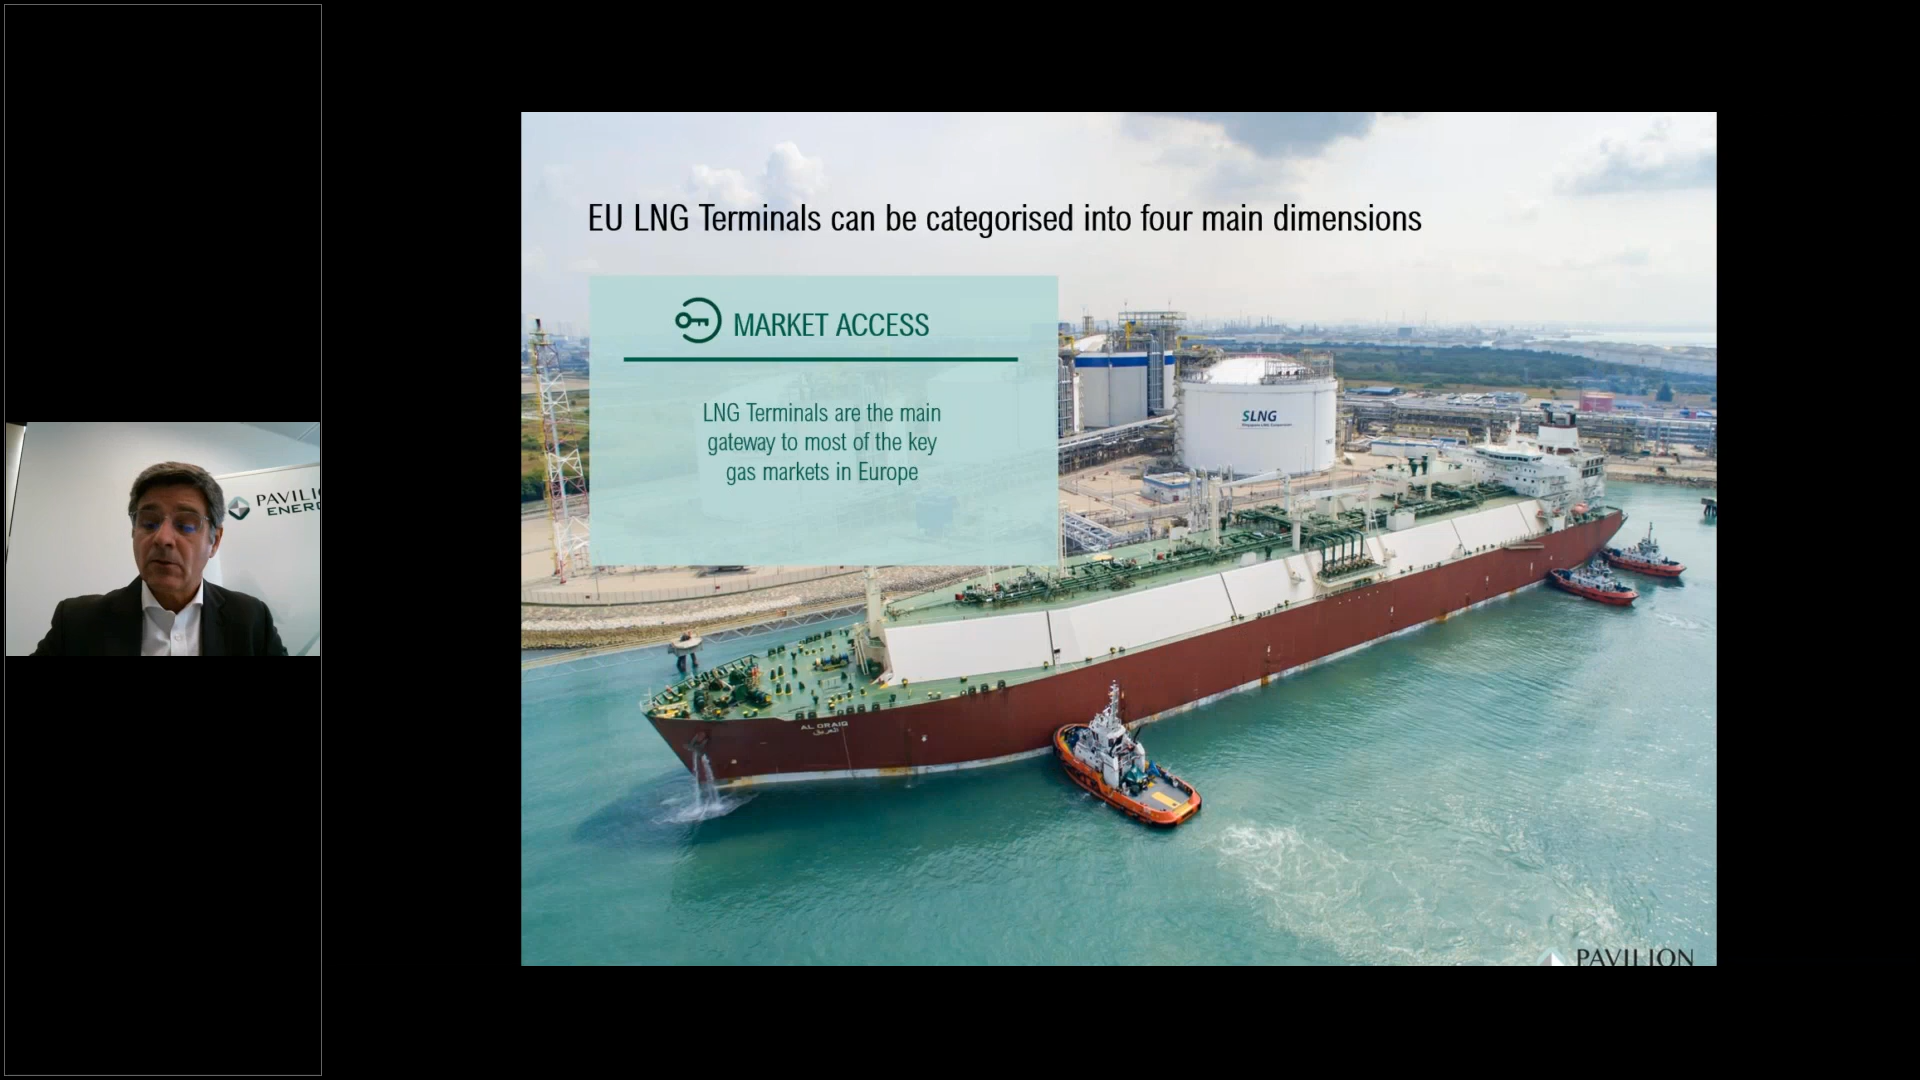 EU LNG Terminals can be categorised into four main dimensions
MARKET ACCESS
LNG Terminals are the main
gateway to most of the key
gas markets in Europe
SLNG
AL ORAIQ
PAVILI
ENER
PAVILION